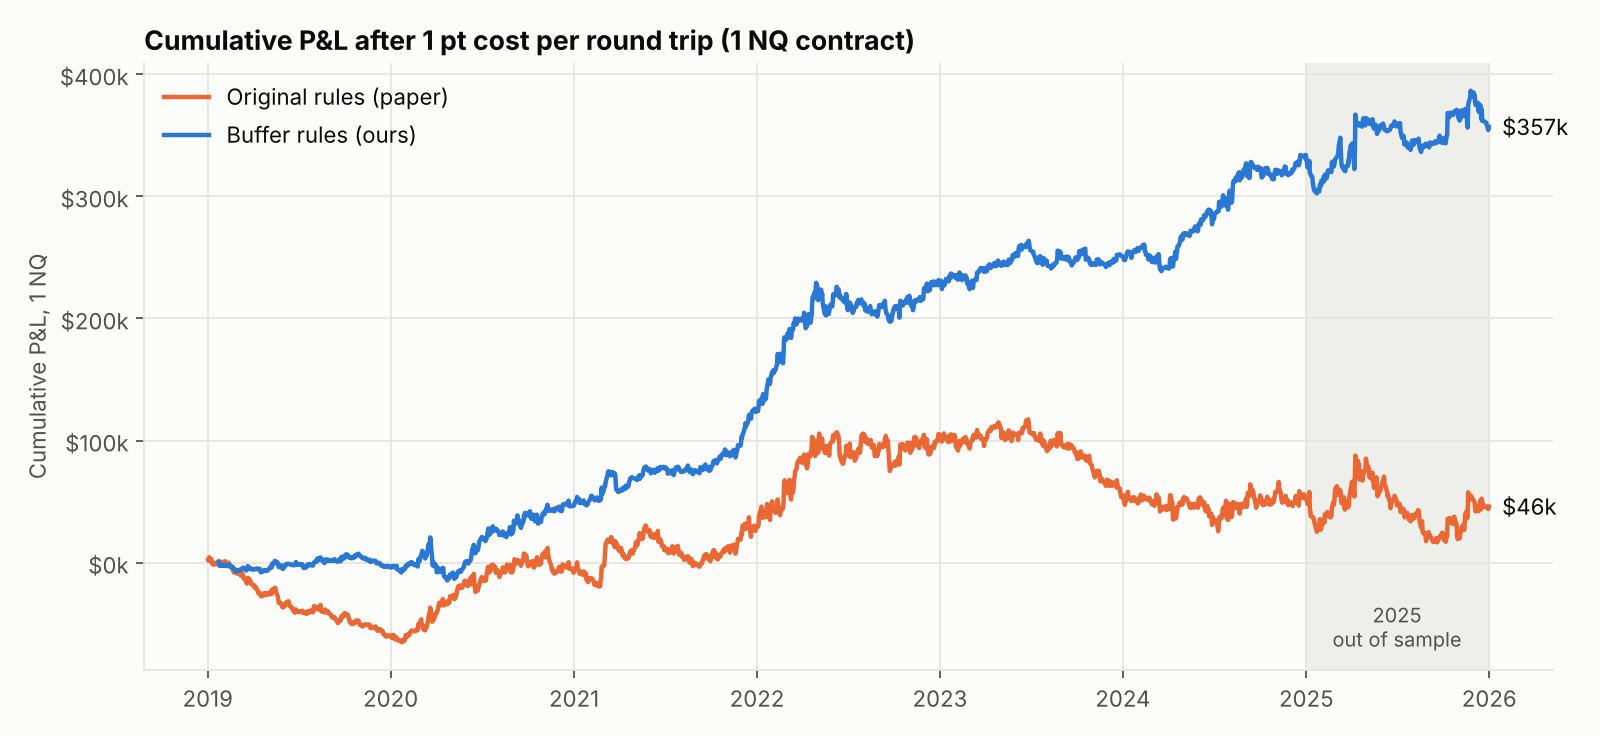 Cumulative P&L after 1 pt cost per round trip (1 NQ contract)
Original rules (paper)
Buffer rules (ours)
Cumulative P&L, 1 NQ
$400k
$300k
$200k
$100k
$0k
$357k
$46k
2025
out of sample
2019
2020
2021
2022
2023
2024
2025
2026